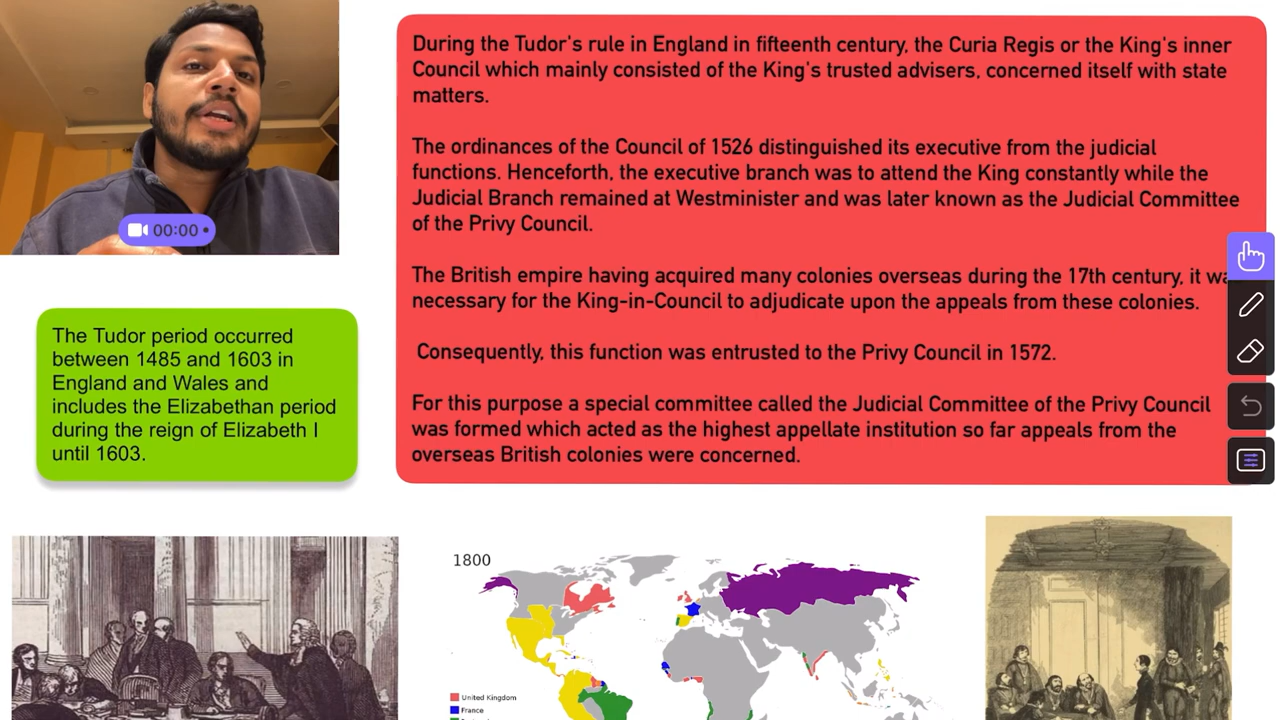 During the Tudor's rule in England in fifteenth century, the Curia Regis or the King's inner
Council which mainly consisted of the King's trusted advisers, concerned itself with state
matters.
The ordinances of the Council of 1526 distinguished its executive from the judicial
functions. Henceforth, the executive branch was to attend the King constantly while the
Judicial Branch remained at Westminister and was later known as the Judicial Committee
of the Privy Council.
The British empire having acquired many colonies overseas during the 17th century, it
necessary for the King-in-Council to adjudicate upon the appeals from these colonies.
Consequently, this function was entrusted to the Privy Council in 1572.
For this purpose a special committee called the Judicial Committee of the Privy Council
was formed which acted as the highest appellate institution so far appeals from the
overseas British colonies were concerned.
00:00
The Tudor period occurred
between 1485 and 1603 in
England and Wales and
includes the Elizabethan period
during the reign of Elizabeth I
until 1603.
1800
United Kingdom
France